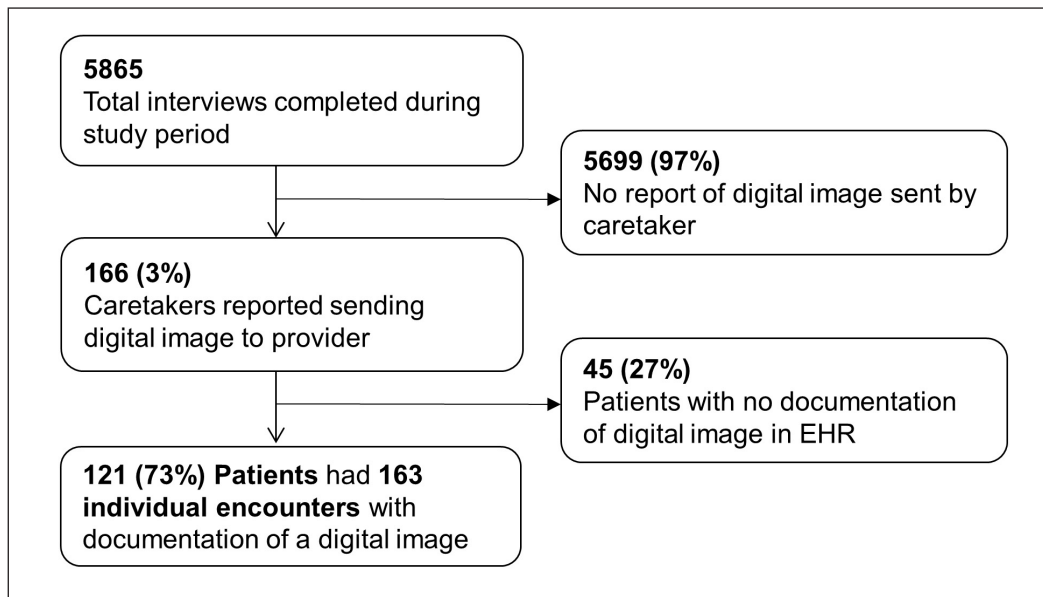 5865
Total interviews completed during
study period
5699 (97%)
No report of digital image sent by
caretaker
166 (3%)
Caretakers reported sending
digital image to provider
45 (27%)
Patients with no documentation
of digital image in EHR
121 (73%) Patients had 163
individual encounters with
documentation of a digital image